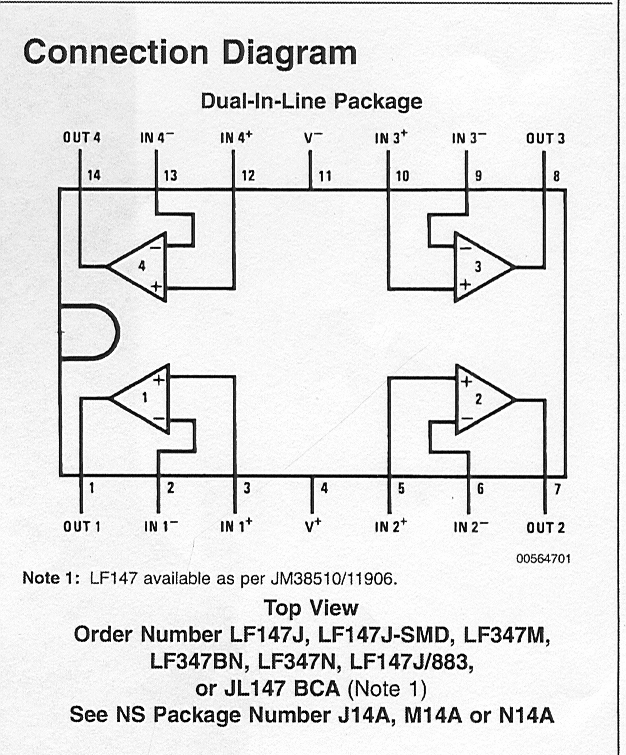 Connection Diagram
Dual-In-Line Package
OUT 4 IN 4− IN 4+ V− IN 3+ IN 3− OUT 3
14 13 12 11 10 9 8
− −
4 3
+ +
+ +
1 2
− −
1 2 3 4 5 6 7
OUT 1 IN 1− IN 1+ V+ IN 2+ IN 2− OUT 2
00564701
Note 1: LF147 available as per JM38510/11906.
Top View
Order Number LF147J, LF147J-SMD, LF347M,
LF347BN, LF347N, LF147J/883,
or JL147 BCA (Note 1)
See NS Package Number J14A, M14A or N14A